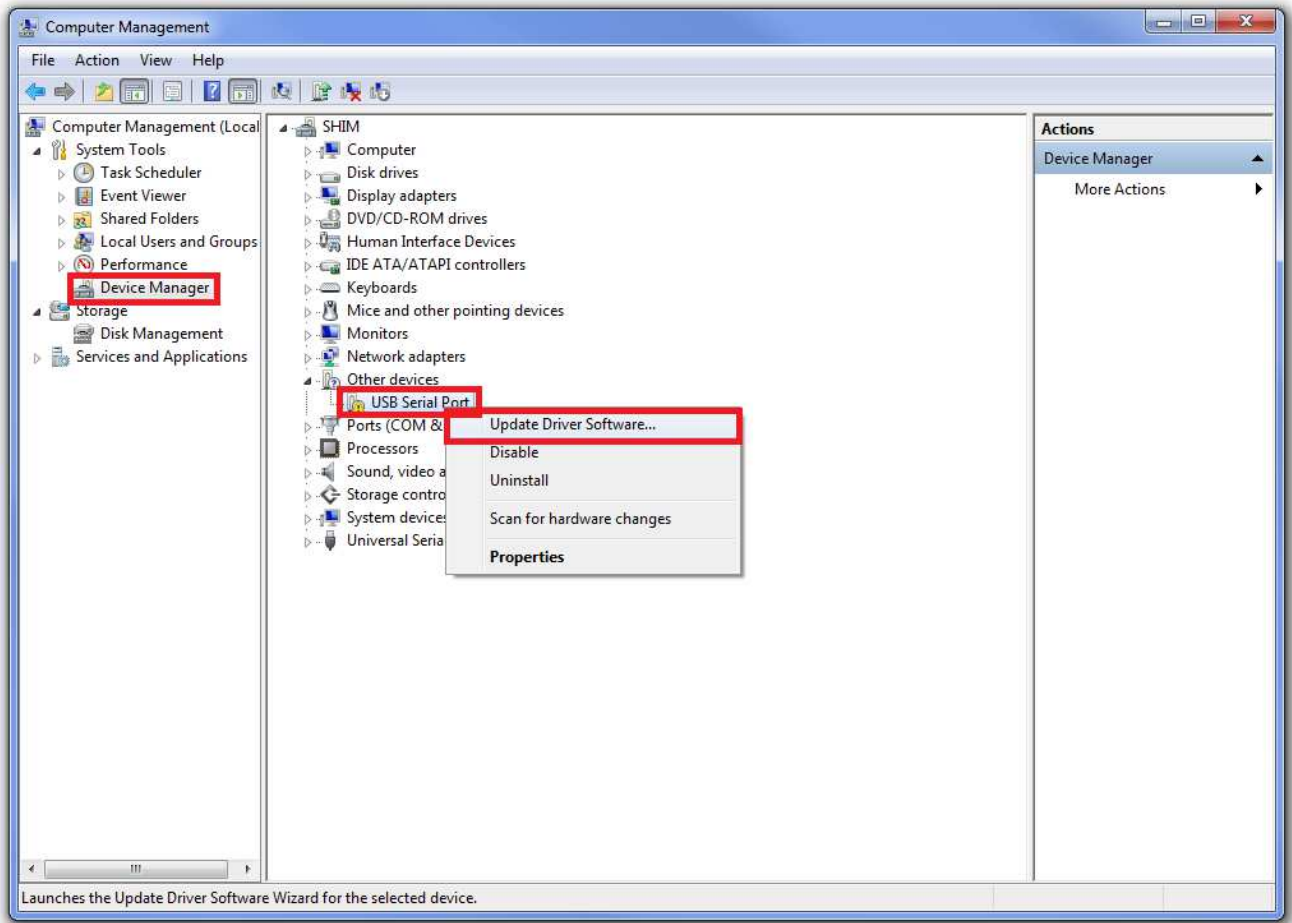 Computer Management
File Action View Help
Computer Management (Local
System Tools
Task Scheduler
Event Viewer
Shared Folders
Local Users and Groups
Performance
Device Manager
Storage
Disk Management
Services and Applications
SHIM
Computer
Disk drives
Display adapters
DVD/CD-ROM drives
Human Interface Devices
IDE ATA/ATAPI controllers
Keyboards
Mice and other pointing devices
Monitors
Network adapters
Other devices
USB Serial Port
Ports (COM &
Processors
Sound, video a
Storage contro
System devices
Universal Seria
Update Driver Software...
Disable
Uninstall
Scan for hardware changes
Properties
Actions
Device Manager
More Actions
Launches the Update Driver Software Wizard for the selected device.